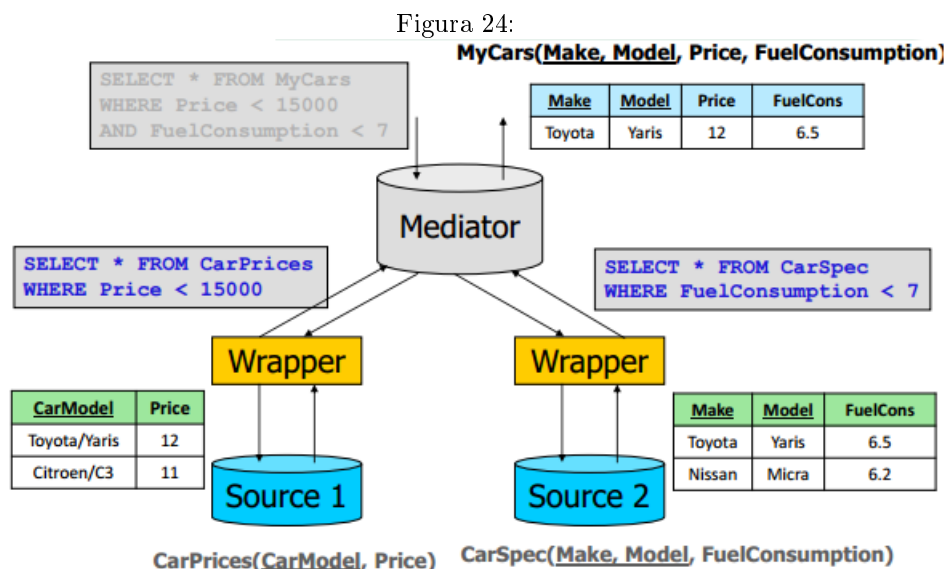 Figura 24:
MyCars(Make, Model, Price, FuelConsumption)
SELECT * FROM MyCars
WHERE Price < 15000
AND FuelConsumption < 7
Make Model Price FuelCons
Toyota Yaris 12 6.5
Mediator
SELECT * FROM CarPrices
WHERE Price < 15000
SELECT * FROM CarSpec
WHERE FuelConsumption < 7
Wrapper
Wrapper
CarModel Price
Toyota/Yaris 12
Citroen/C3 11
Make Model FuelCons
Toyota Yaris 6.5
Nissan Micra 6.2
Source 1
Source 2
CarPrices(CarModel, Price)
CarSpec(Make, Model, FuelConsumption)